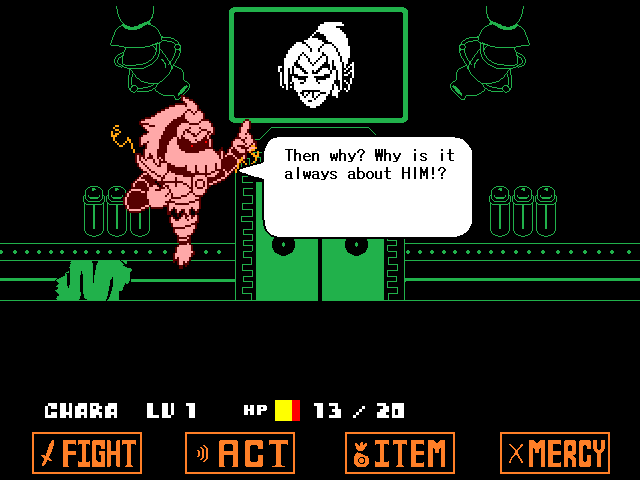 Then why? Why is it
always about HIM!?
CHARA LV 1 HP 13 / 20
FIGHT ACT ITEM MERCY